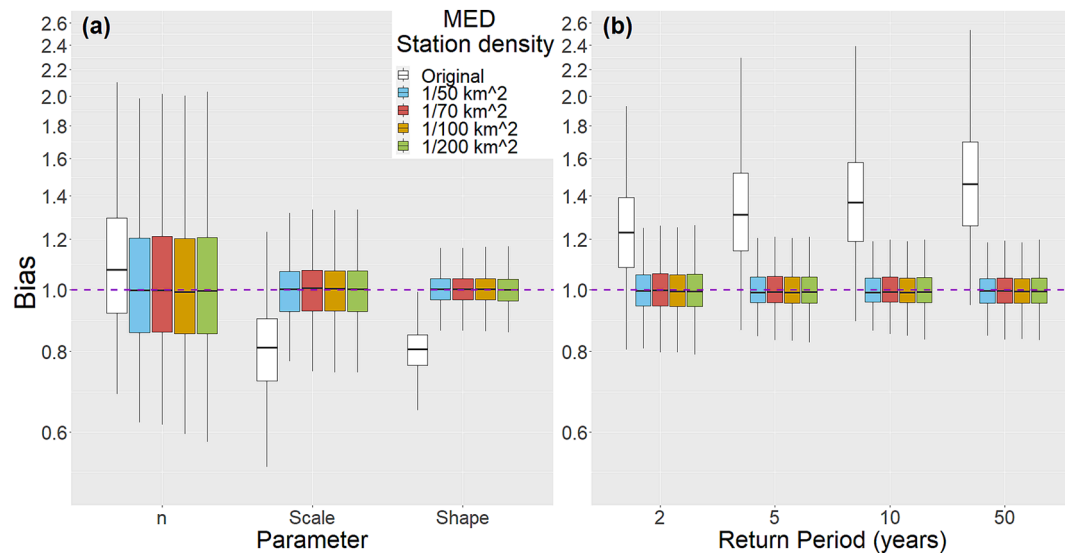 (a)
MED
Station density
Original
1/50 km^2
1/70 km^2
1/100 km^2
1/200 km^2
2.6
2.4
2.2
2.0
1.8
1.6
1.4
1.2
1.0
0.8
0.6
Bias
n Scale Shape
Parameter
(b)
2.6
2.4
2.2
2.0
1.8
1.6
1.4
1.2
1.0
0.8
0.6
2 5 10 50
Return Period (years)